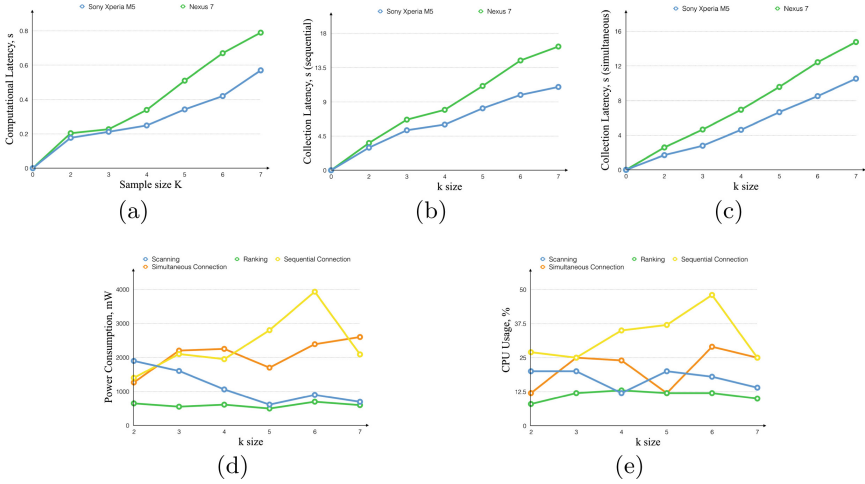 Sony Xperia M5 Nexus 7
Computational Latency, s
0.8
0.6
0.4
0.2
0
0 2 3 4 5 6 7
Sample size K
(a)
Sony Xperia M5 Nexus 7
Collection Latency, s (sequential)
18
13.5
9
4.5
0
0 2 3 4 5 6 7
k size
(b)
Sony Xperia M5 Nexus 7
Collection Latency, s (simultaneous)
16
12
8
4
0
0 2 3 4 5 6 7
k size
(c)
Scanning Ranking Sequential Connection
Simultaneous Connection
Power Consumption, mW
4000
3000
2000
1000
0
2 3 4 5 6 7
k size
(d)
Scanning Ranking Sequential Connection
Simultaneous Connection
CPU Usage, %
50
37.5
25
12.5
0
2 3 4 5 6 7
k size
(e)